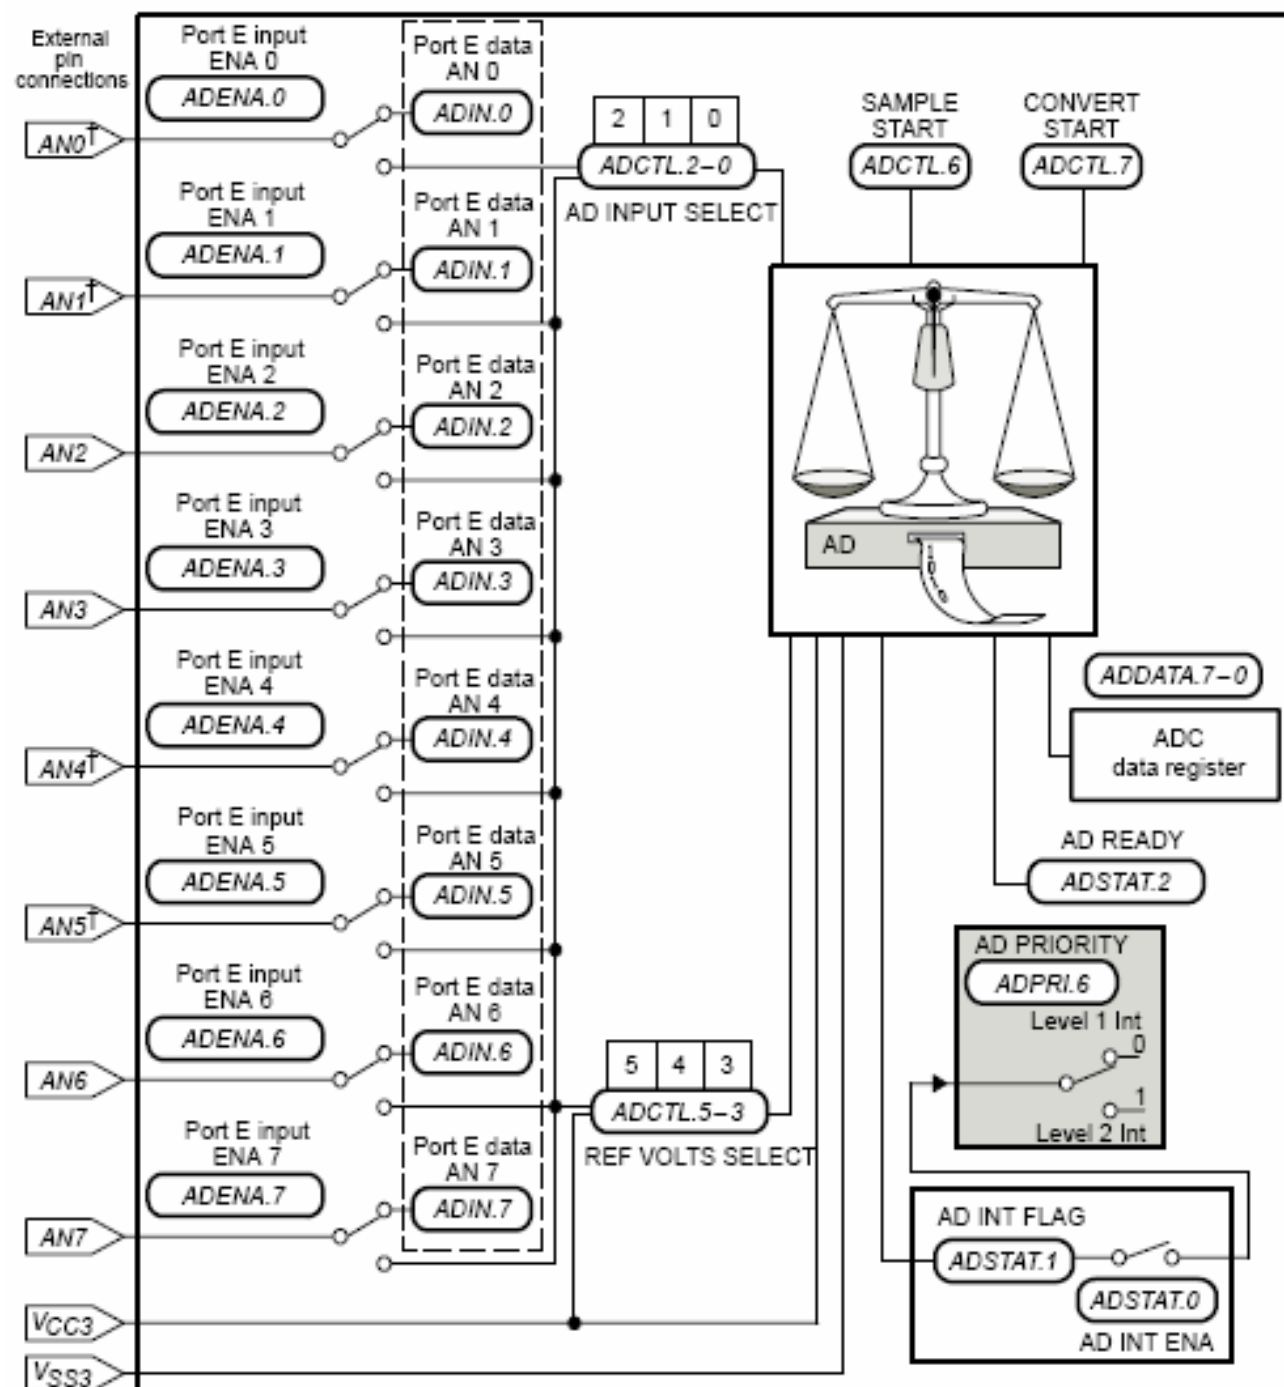 External
pin
connections
Port E input
ENA 0
ADENA.0
AN0†
Port E data
AN 0
ADIN.0
Port E input
ENA 1
ADENA.1
AN1†
Port E data
AN 1
ADIN.1
Port E input
ENA 2
ADENA.2
AN2
Port E data
AN 2
ADIN.2
Port E input
ENA 3
ADENA.3
AN3
Port E data
AN 3
ADIN.3
Port E input
ENA 4
ADENA.4
AN4†
Port E data
AN 4
ADIN.4
Port E input
ENA 5
ADENA.5
AN5†
Port E data
AN 5
ADIN.5
Port E input
ENA 6
ADENA.6
AN6
Port E data
AN 6
ADIN.6
Port E input
ENA 7
ADENA.7
AN7
Port E data
AN 7
ADIN.7
VCC3
VSS3
2 1 0
ADCTL.2–0
AD INPUT SELECT
SAMPLE
START
ADCTL.6
CONVERT
START
ADCTL.7
AD
ADDATA.7–0
ADC
data register
AD READY
ADSTAT.2
AD PRIORITY
ADPRI.6
Level 1 Int
0
1
Level 2 Int
5 4 3
ADCTL.5–3
REF VOLTS SELECT
AD INT FLAG
ADSTAT.1
ADSTAT.0
AD INT ENA